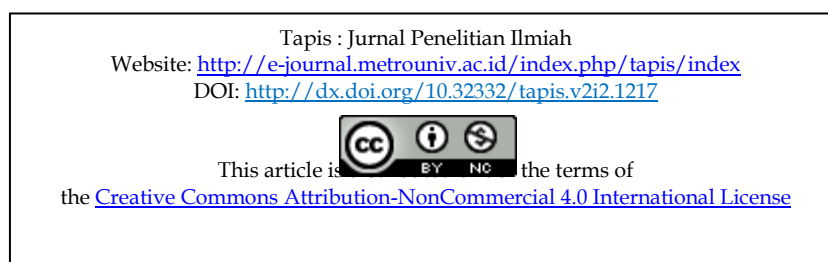 Tapis : Jurnal Penelitian Ilmiah
Website: http://e-journal.metrouniv.ac.id/index.php/tapis/index
DOI: http://dx.doi.org/10.32332/tapis.v2i2.1217
cc BY NC
This article is the terms of
the Creative Commons Attribution-NonCommercial 4.0 International License